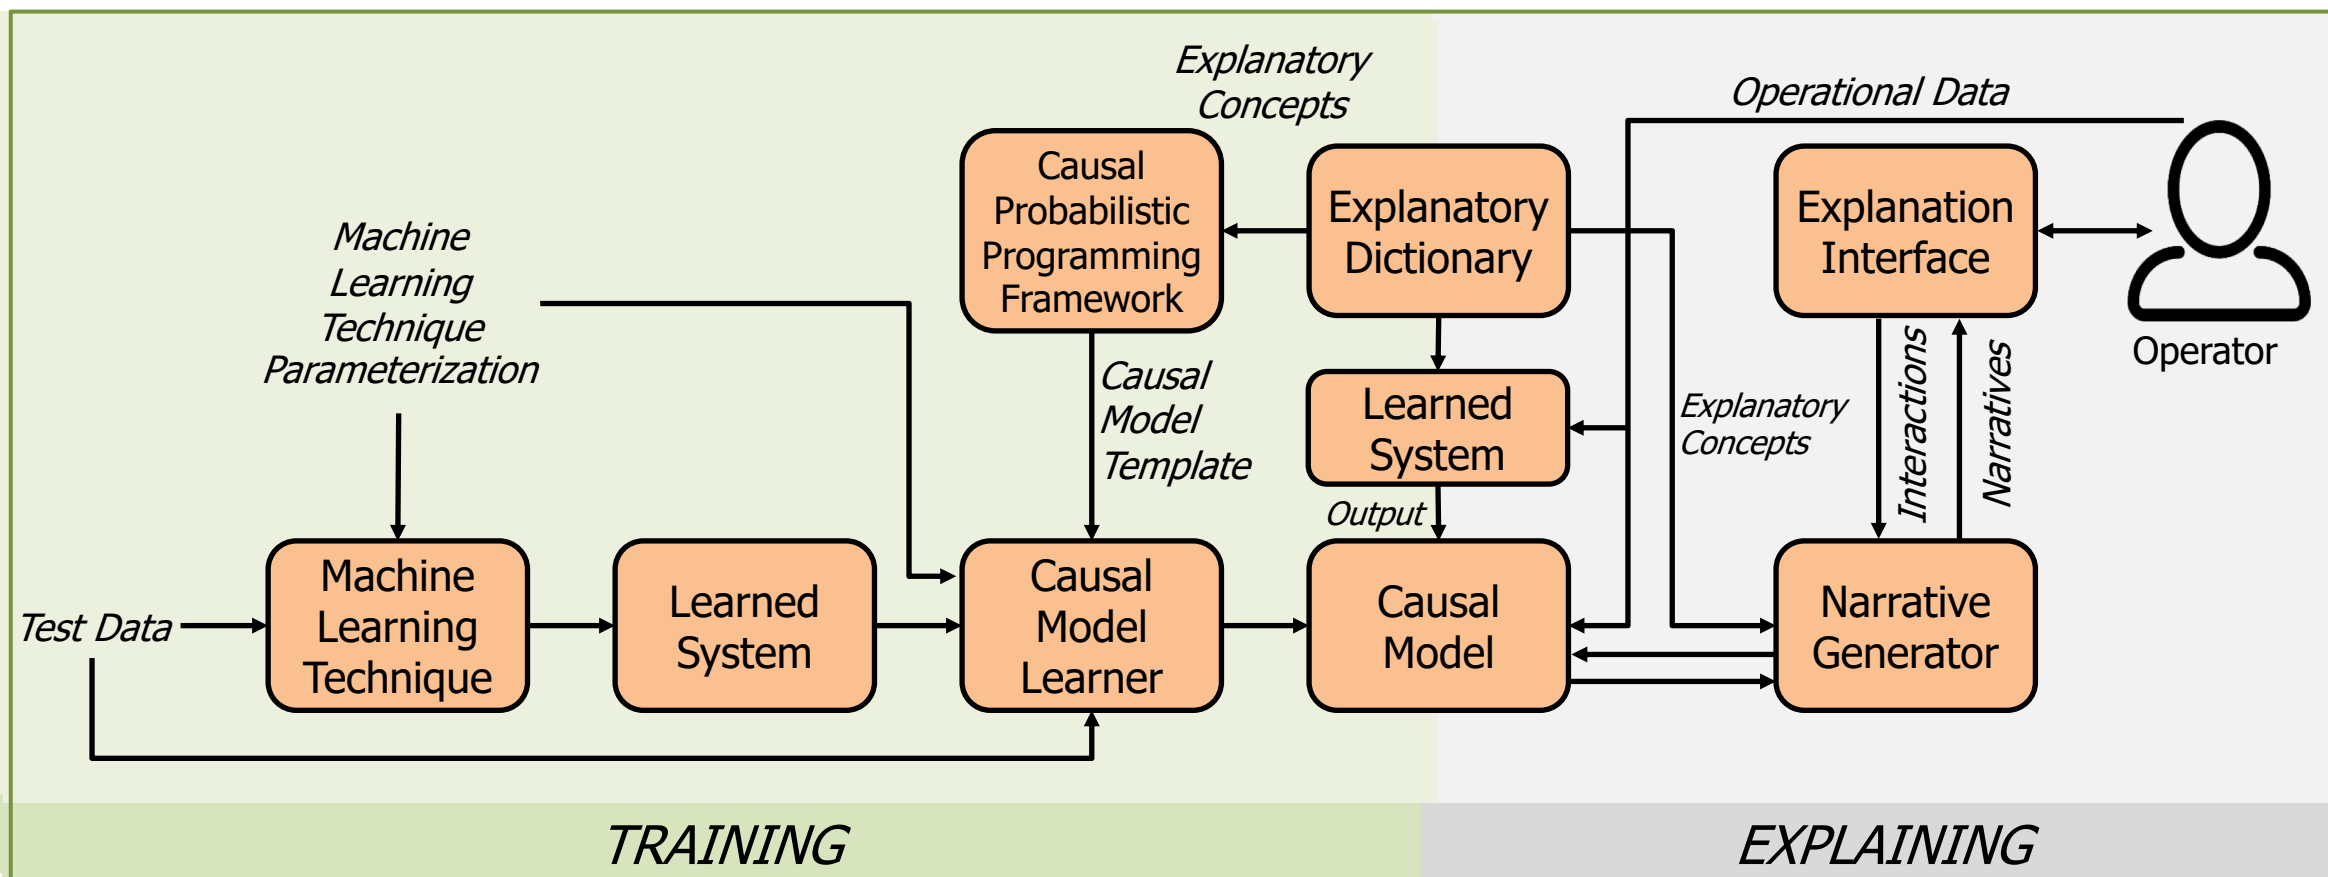 Explanatory
Concepts
Operational Data
Causal
Probabilistic
Programming
Framework
Explanatory
Dictionary
Explanation
Interface
Operator
Machine
Learning
Technique
Parameterization
Causal
Model
Template
Learned
System
Explanatory
Concepts
Interactions
Narratives
Output
Test Data
Machine
Learning
Technique
Learned
System
Causal
Model
Learner
Causal
Model
Narrative
Generator
TRAINING
EXPLAINING